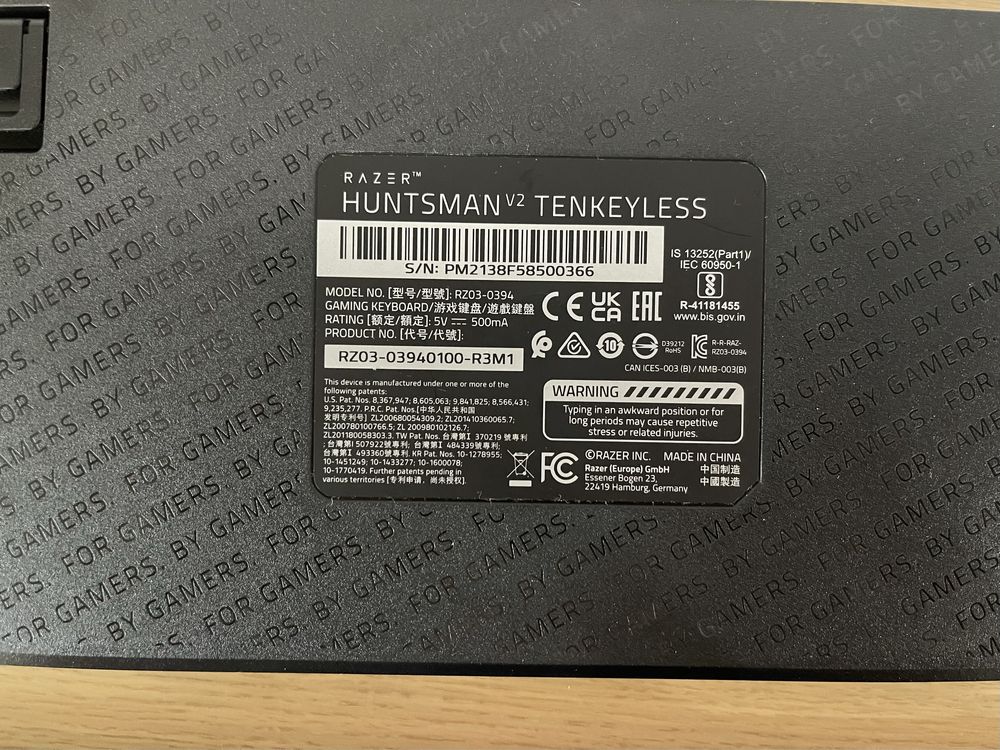 RAZER™
HUNTSMAN V2 TENKEYLESS
S/N: PM2138F58500366
IS 13252(Part1)/
IEC 60950-1
R-41181455
www.bis.gov.in
MODEL NO. [型号/型號]: RZ03-0394
GAMING KEYBOARD/游戏键盘/遊戲鍵盤
RATING [额定/額定]: 5V ⎓ 500mA
PRODUCT NO. [代号/代號]:
RZ03-03940100-R3M1
CE UK CA EAC
10
D39212
RoHS
R-R-RAZ-
RZ03-0394
CAN ICES-003 (B) / NMB-003(B)
This device is manufactured under one or more of the
following patents:
U.S. Pat. Nos. 8,367,947; 8,605,063; 9,841,825; 8,566,431;
9,235,277. P.R.C. Pat. Nos.[中华人民共和国
发明专利号] ZL200680054309.2; ZL201410360065.7;
ZL200780100766.5; ZL 200980102126.7;
ZL201180058303.3. TW Pat. Nos. 台灣第I 370219 號專利
; 台灣第I 507922號專利; 台灣第I 484339號專利;
台灣第I 493360號專利. KR Pat. Nos. 10-1278955;
10-1451249; 10-1433277; 10-1600078;
10-1770419. Further patents pending in
various territories [专利申请，尚未授权].
WARNING
Typing in an awkward position or for
long periods may cause repetitive
stress or related injuries.
FC
©RAZER INC. MADE IN CHINA
Razer (Europe) GmbH 中国制造
Essener Bogen 23, 中國製造
22419 Hamburg, Germany
FOR GAMERS. BY GAMERS.